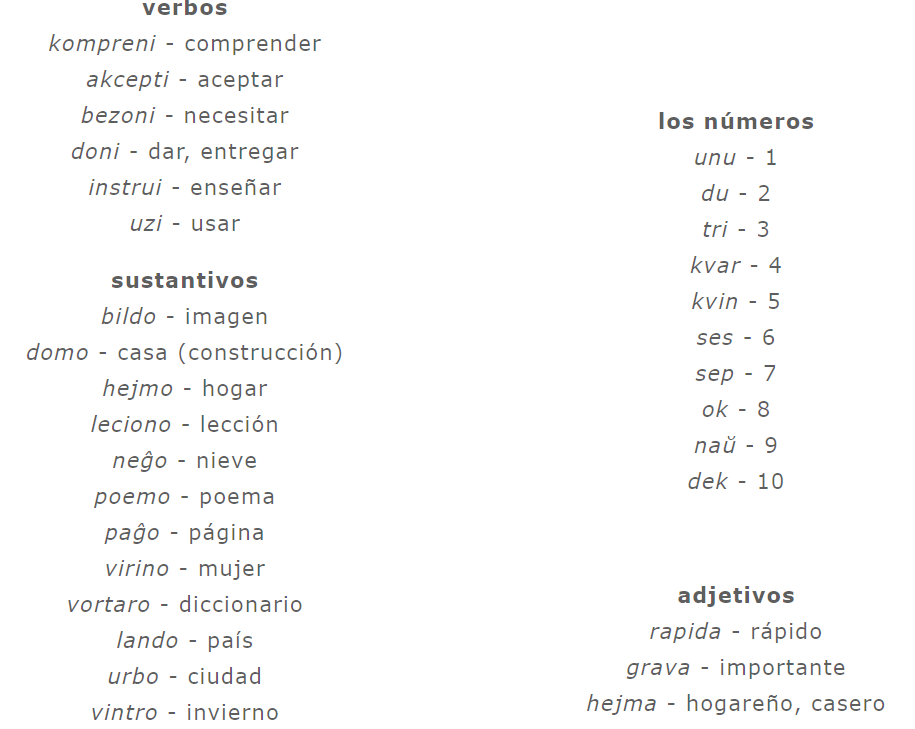 verbos
kompreni - comprender
akcepti - aceptar
bezoni - necesitar
doni - dar, entregar
instrui - enseñar
uzi - usar
sustantivos
bildo - imagen
domo - casa (construcción)
hejmo - hogar
leciono - lección
neĝo - nieve
poemo - poema
paĝo - página
virino - mujer
vortaro - diccionario
lando - país
urbo - ciudad
vintro - invierno
los números
unu - 1
du - 2
tri - 3
kvar - 4
kvin - 5
ses - 6
sep - 7
ok - 8
naŭ - 9
dek - 10
adjetivos
rapida - rápido
grava - importante
hejma - hogareño, casero